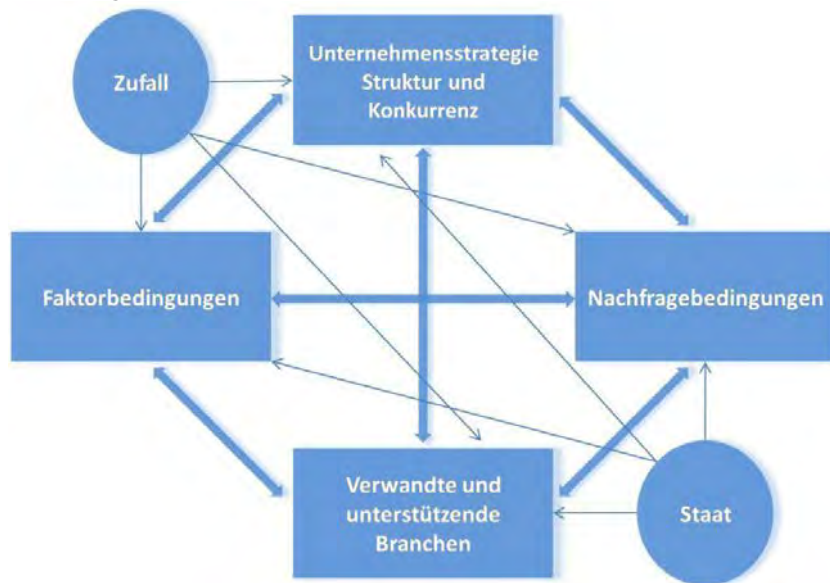 Zufall
Unternehmensstrategie
Struktur und
Konkurrenz
Faktorbedingungen
Nachfragebedingungen
Verwandte und
unterstützende
Branchen
Staat